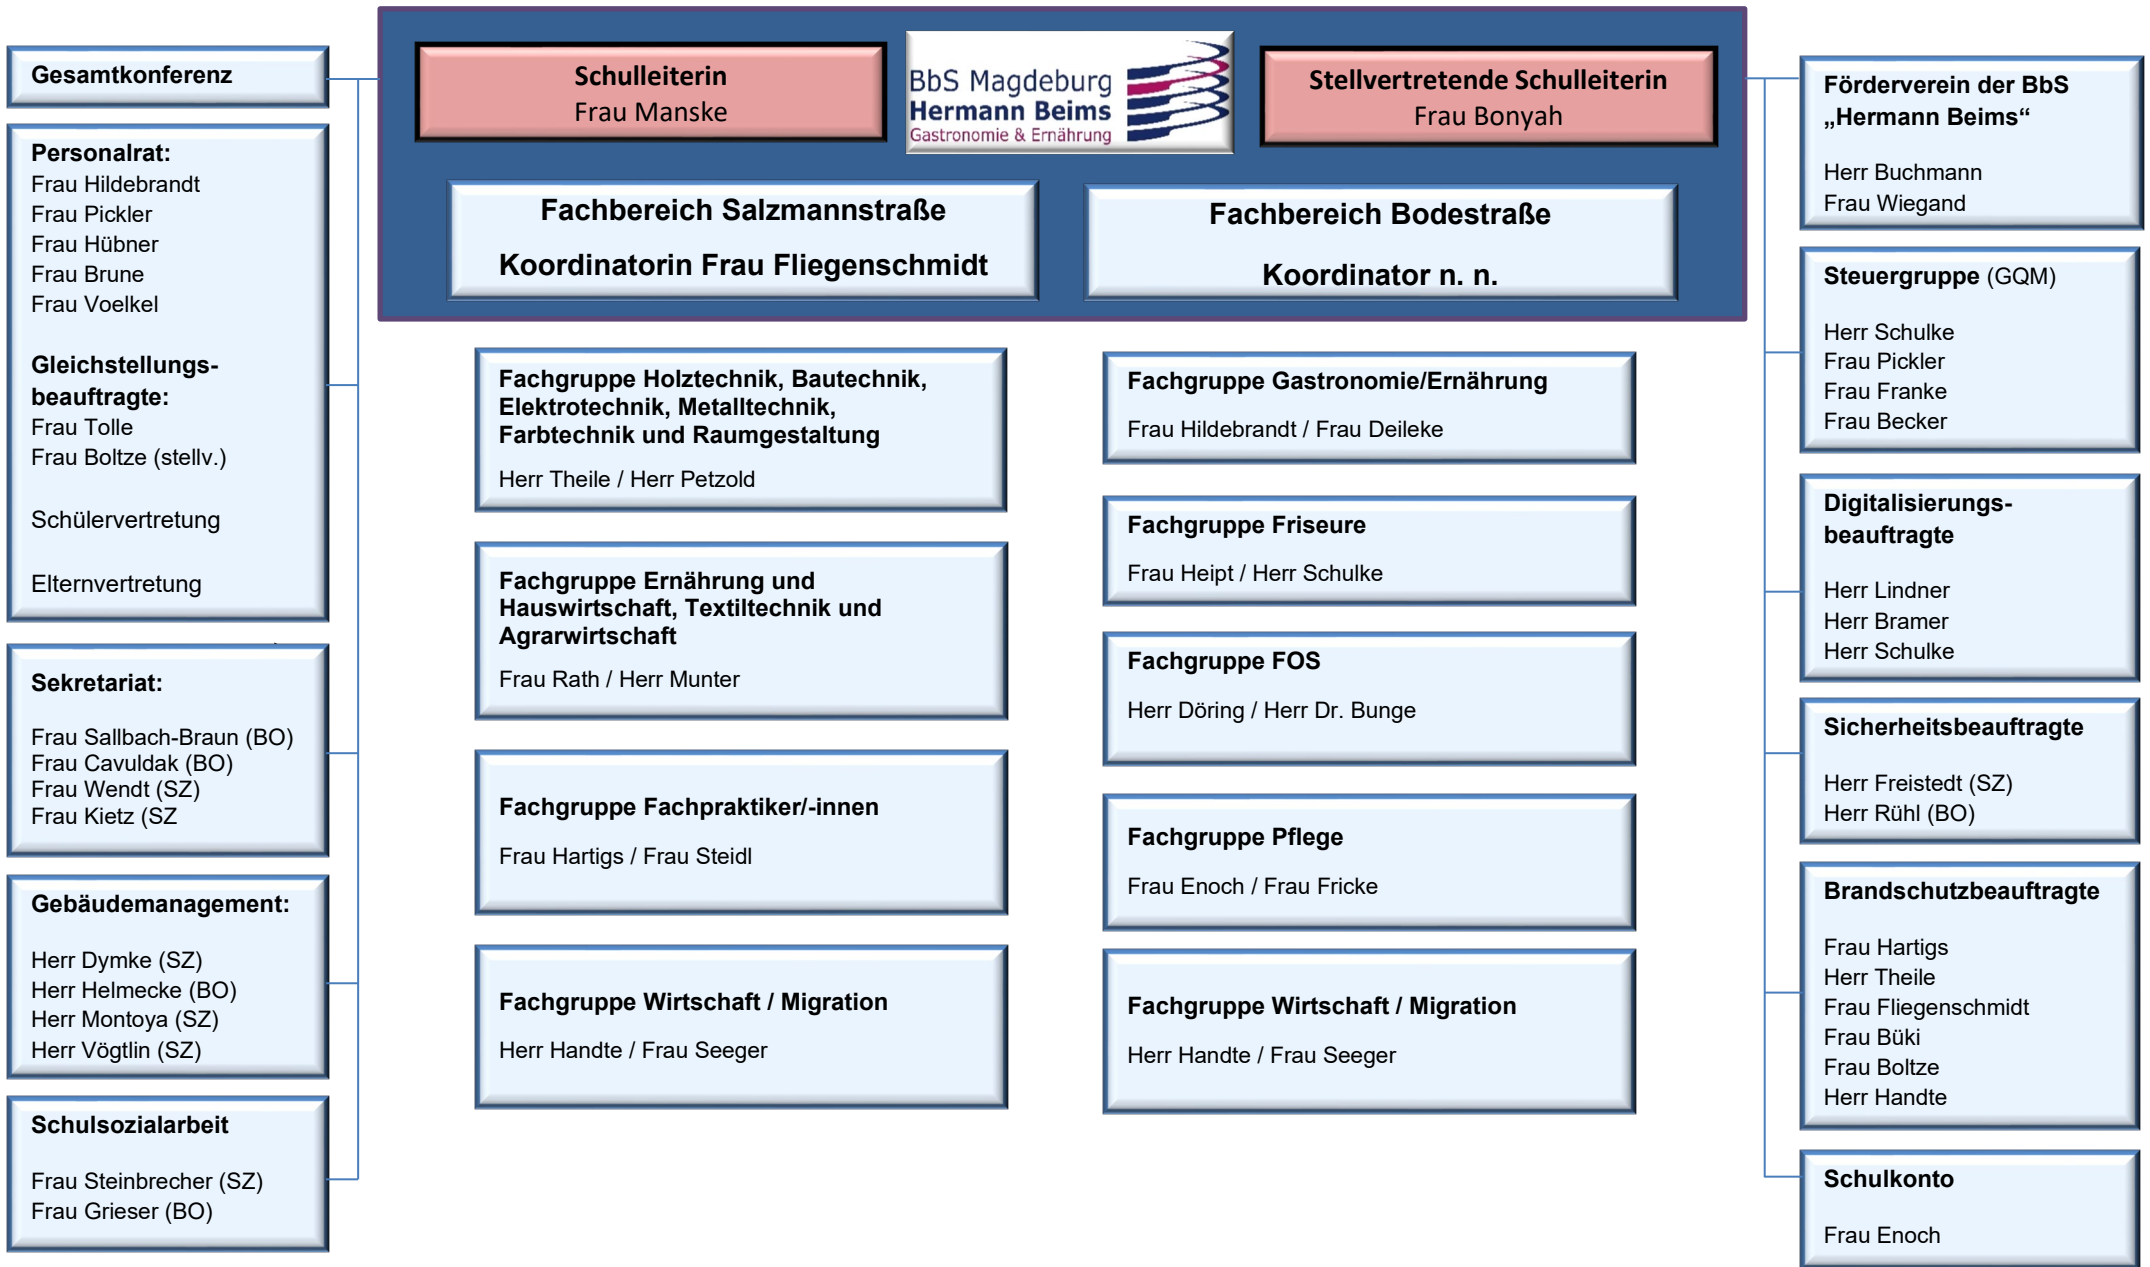 Gesamtkonferenz
Personalrat:
Frau Hildebrandt
Frau Pickler
Frau Hübner
Frau Brune
Frau Voelkel
Gleichstellungs-
beauftragte:
Frau Tolle
Frau Boltze (stellv.)
Schülervertretung
Elternvertretung
Sekretariat:
Frau Sallbach-Braun (BO)
Frau Cavuldak (BO)
Frau Wendt (SZ)
Frau Kietz (SZ
Gebäudemanagement:
Herr Dymke (SZ)
Herr Helmecke (BO)
Herr Montoya (SZ)
Herr Vögtlin (SZ)
Schulsozialarbeit
Frau Steinbrecher (SZ)
Frau Grieser (BO)
Schulleiterin
Frau Manske
BbS Magdeburg
Hermann Beims
Gastronomie & Ernährung
Stellvertretende Schulleiterin
Frau Bonyah
Fachbereich Salzmannstraße
Koordinatorin Frau Fliegenschmidt
Fachbereich Bodestraße
Koordinator n. n.
Fachgruppe Holztechnik, Bautechnik,
Elektrotechnik, Metalltechnik,
Farbtechnik und Raumgestaltung
Herr Theile / Herr Petzold
Fachgruppe Ernährung und
Hauswirtschaft, Textiltechnik und
Agrarwirtschaft
Frau Rath / Herr Munter
Fachgruppe Fachpraktiker/-innen
Frau Hartigs / Frau Steidl
Fachgruppe Wirtschaft / Migration
Herr Handte / Frau Seeger
Fachgruppe Gastronomie/Ernährung
Frau Hildebrandt / Frau Deileke
Fachgruppe Friseure
Frau Heipt / Herr Schulke
Fachgruppe FOS
Herr Döring / Herr Dr. Bunge
Fachgruppe Pflege
Frau Enoch / Frau Fricke
Fachgruppe Wirtschaft / Migration
Herr Handte / Frau Seeger
Förderverein der BbS
„Hermann Beims“
Herr Buchmann
Frau Wiegand
Steuergruppe (GQM)
Herr Schulke
Frau Pickler
Frau Franke
Frau Becker
Digitalisierungs-
beauftragte
Herr Lindner
Herr Bramer
Herr Schulke
Sicherheitsbeauftragte
Herr Freistedt (SZ)
Herr Rühl (BO)
Brandschutzbeauftragte
Frau Hartigs
Herr Theile
Frau Fliegenschmidt
Frau Büki
Frau Boltze
Herr Handte
Schulkonto
Frau Enoch